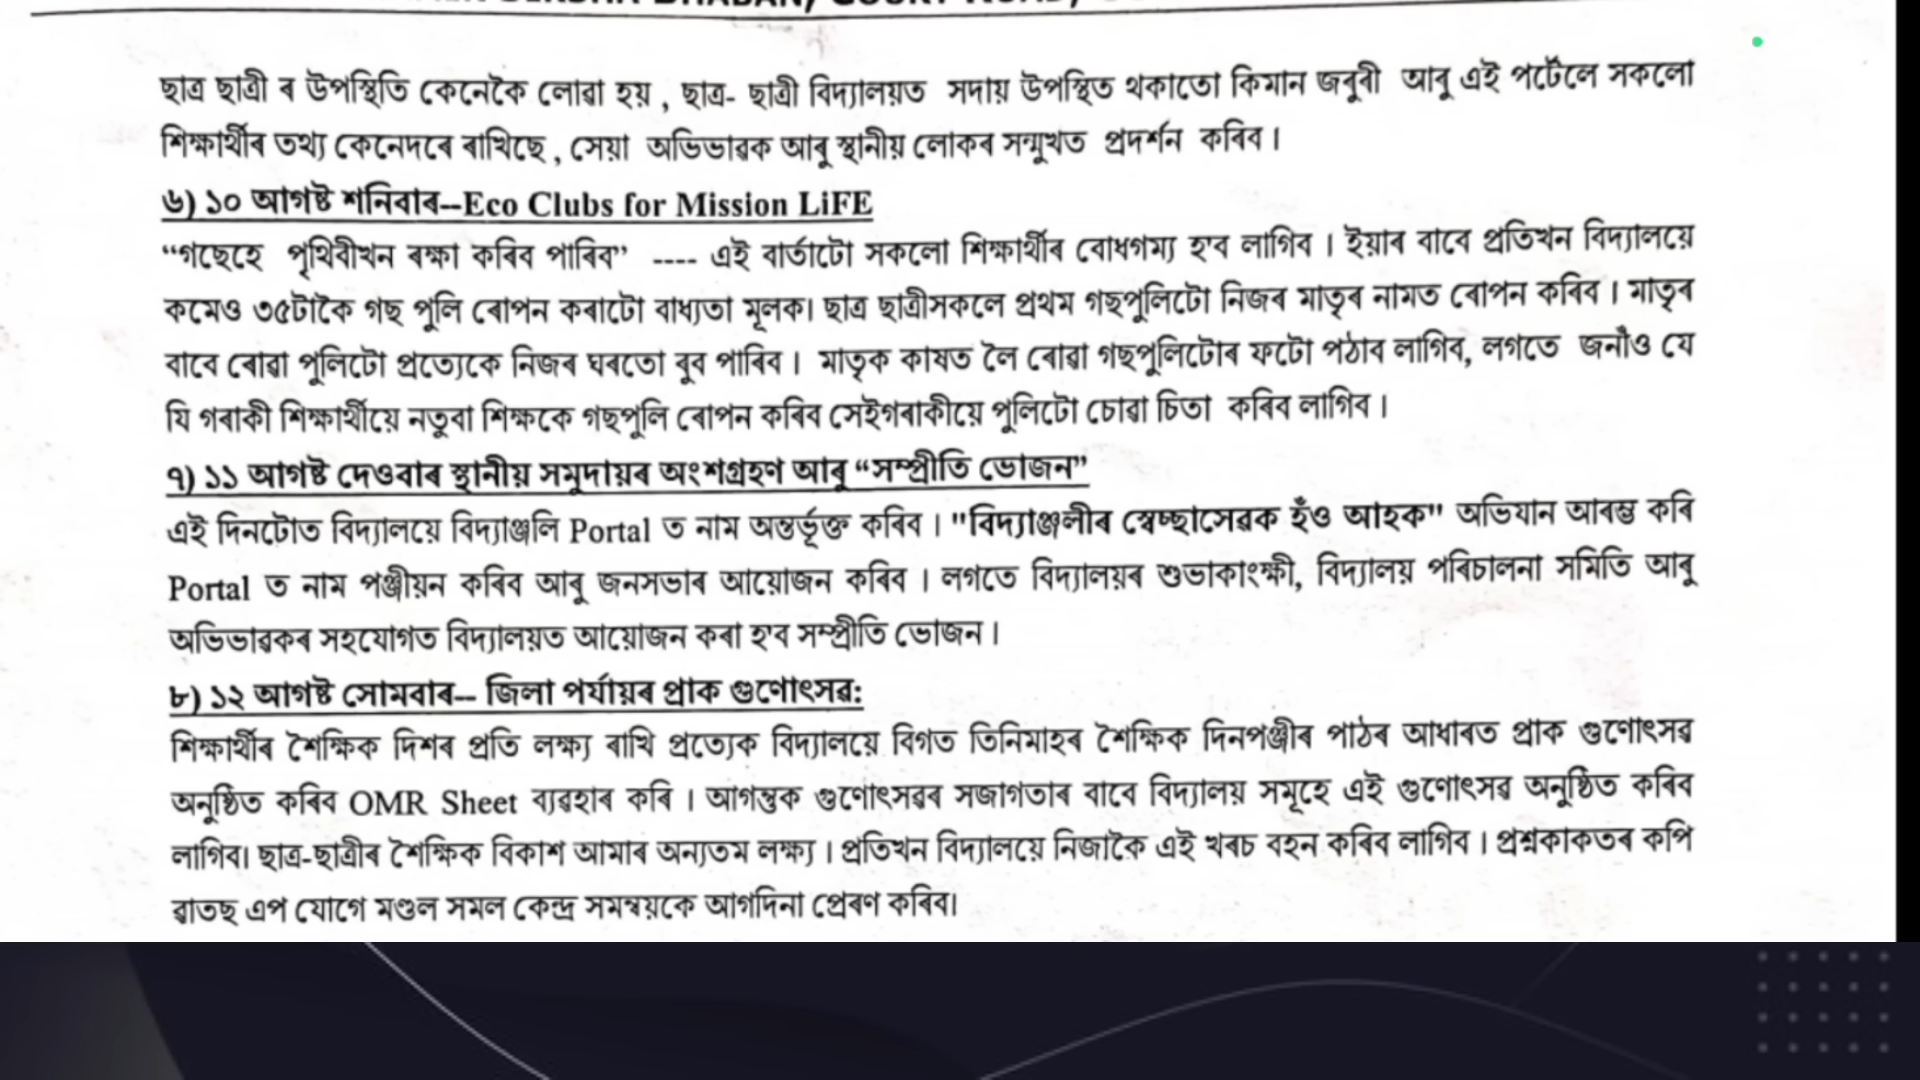 ছাত্ৰ ছাত্ৰী ৰ উপস্থিতি কেনেকৈ লোৱা হয় , ছাত্ৰ- ছাত্ৰী বিদ্যালয়ত সদায় উপস্থিত থকাতো কিমান জৰুৰী আৰু এই পৰ্টেলে সকলো
শিক্ষাৰ্থীৰ তথ্য কেনেদৰে ৰাখিছে , সেয়া অভিভাৱক আৰু স্থানীয় লোকৰ সন্মুখত প্ৰদৰ্শন কৰিব ।
৬) ১০ আগষ্ট শনিবাৰ--Eco Clubs for Mission LiFE
“গছেহে পৃথিবীখন ৰক্ষা কৰিব পাৰিব” ---- এই বাৰ্তাটো সকলো শিক্ষাৰ্থীৰ বোধগম্য হ'ব লাগিব । ইয়াৰ বাবে প্ৰতিখন বিদ্যালয়ে
কমেও ৩৫টাকৈ গছ পুলি ৰোপন কৰাটো বাধ্যতা মূলক। ছাত্ৰ ছাত্ৰীসকলে প্ৰথম গছপুলিটো নিজৰ মাতৃৰ নামত ৰোপন কৰিব । মাতৃৰ
বাবে ৰোৱা পুলিটো প্ৰত্যেকে নিজৰ ঘৰতো ৰুব পাৰিব । মাতৃক কাষত লৈ ৰোৱা গছপুলিটোৰ ফটো পঠাব লাগিব, লগতে জনাঁও যে
যি গৰাকী শিক্ষাৰ্থীয়ে নতুবা শিক্ষকে গছপুলি ৰোপন কৰিব সেইগৰাকীয়ে পুলিটো চোৱা চিতা কৰিব লাগিব ।
৭) ১১ আগষ্ট দেওবাৰ স্থানীয় সমুদায়ৰ অংশগ্ৰহণ আৰু “সম্প্ৰীতি ভোজন”
এই দিনটোত বিদ্যালয়ে বিদ্যাঞ্জলি Portal ত নাম অন্তৰ্ভূক্ত কৰিব । "বিদ্যাঞ্জলীৰ স্বেচ্ছাসেৱক হঁও আহক" অভিযান আৰম্ভ কৰি
Portal ত নাম পঞ্জীয়ন কৰিব আৰু জনসভাৰ আয়োজন কৰিব । লগতে বিদ্যালয়ৰ শুভাকাংক্ষী, বিদ্যালয় পৰিচালনা সমিতি আৰু
অভিভাৱকৰ সহযোগত বিদ্যালয়ত আয়োজন কৰা হ'ব সম্প্ৰীতি ভোজন ।
৮) ১২ আগষ্ট সোমবাৰ-- জিলা পৰ্যায়ৰ প্ৰাক গুণোৎসৱ:
শিক্ষাৰ্থীৰ শৈক্ষিক দিশৰ প্ৰতি লক্ষ্য ৰাখি প্ৰত্যেক বিদ্যালয়ে বিগত তিনিমাহৰ শৈক্ষিক দিনপঞ্জীৰ পাঠৰ আধাৰত প্ৰাক গুণোৎসৱ
অনুষ্ঠিত কৰিব OMR Sheet ব্যৱহাৰ কৰি । আগন্তুক গুণোৎসৱৰ সজাগতাৰ বাবে বিদ্যালয় সমূহে এই গুণোৎসৱ অনুষ্ঠিত কৰিব
লাগিব। ছাত্ৰ-ছাত্ৰীৰ শৈক্ষিক বিকাশ আমাৰ অন্যতম লক্ষ্য । প্ৰতিখন বিদ্যালয়ে নিজাকৈ এই খৰচ বহন কৰিব লাগিব । প্ৰশ্নকাকতৰ কপি
ৱাতছ এপ যোগে মণ্ডল সমল কেন্দ্ৰ সমন্বয়কে আগদিনা প্ৰেৰণ কৰিব।